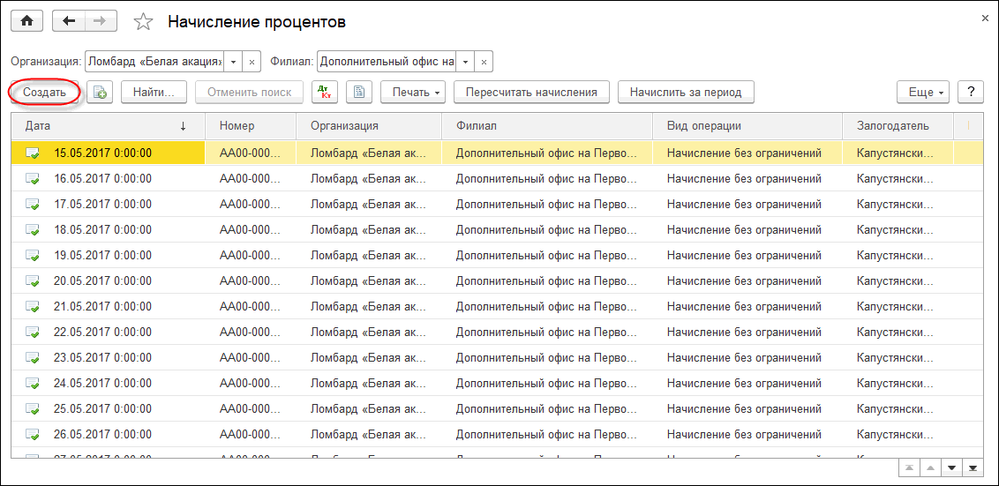 Начисление процентов
Организация: Ломбард «Белая акация» Филиал: Дополнительный офис на
Создать Найти... Отменить поиск Дт Кт Печать Пересчитать начисления Начислить за период Еще ?
Дата ↓ Номер Организация Филиал Вид операции Залогодатель
15.05.2017 0:00:00 АА00-000... Ломбард «Белая ак... Дополнительный офис на Перво... Начисление без ограничений Капустянски...
16.05.2017 0:00:00 АА00-000... Ломбард «Белая ак... Дополнительный офис на Перво... Начисление без ограничений Капустянски...
17.05.2017 0:00:00 АА00-000... Ломбард «Белая ак... Дополнительный офис на Перво... Начисление без ограничений Капустянски...
18.05.2017 0:00:00 АА00-000... Ломбард «Белая ак... Дополнительный офис на Перво... Начисление без ограничений Капустянски...
19.05.2017 0:00:00 АА00-000... Ломбард «Белая ак... Дополнительный офис на Перво... Начисление без ограничений Капустянски...
20.05.2017 0:00:00 АА00-000... Ломбард «Белая ак... Дополнительный офис на Перво... Начисление без ограничений Капустянски...
21.05.2017 0:00:00 АА00-000... Ломбард «Белая ак... Дополнительный офис на Перво... Начисление без ограничений Капустянски...
22.05.2017 0:00:00 АА00-000... Ломбард «Белая ак... Дополнительный офис на Перво... Начисление без ограничений Капустянски...
23.05.2017 0:00:00 АА00-000... Ломбард «Белая ак... Дополнительный офис на Перво... Начисление без ограничений Капустянски...
24.05.2017 0:00:00 АА00-000... Ломбард «Белая ак... Дополнительный офис на Перво... Начисление без ограничений Капустянски...
25.05.2017 0:00:00 АА00-000... Ломбард «Белая ак... Дополнительный офис на Перво... Начисление без ограничений Капустянски...
26.05.2017 0:00:00 АА00-000... Ломбард «Белая ак... Дополнительный офис на Перво... Начисление без ограничений Капустянски...